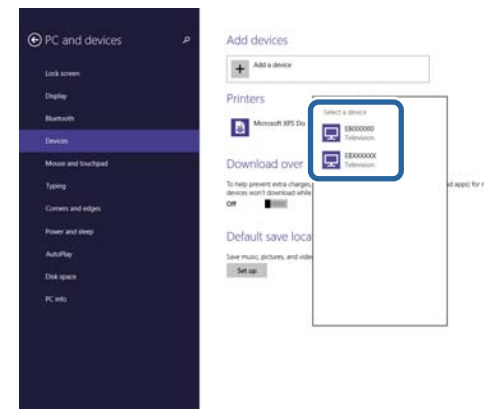 PC and devices
Lock screen
Display
Bluetooth
Devices
Mouse and touchpad
Typing
Corners and edges
Power and sleep
AutoPlay
Disk space
PC info
Add devices
Add a device
Printers
Microsoft XPS Do
Select a device
EB000000
Television
EBXXXXXX
Television
Download over
To help prevent extra charges,
d apps) for n
devices won't download while
Off
Default save loca
Save music, pictures, and video
Set up